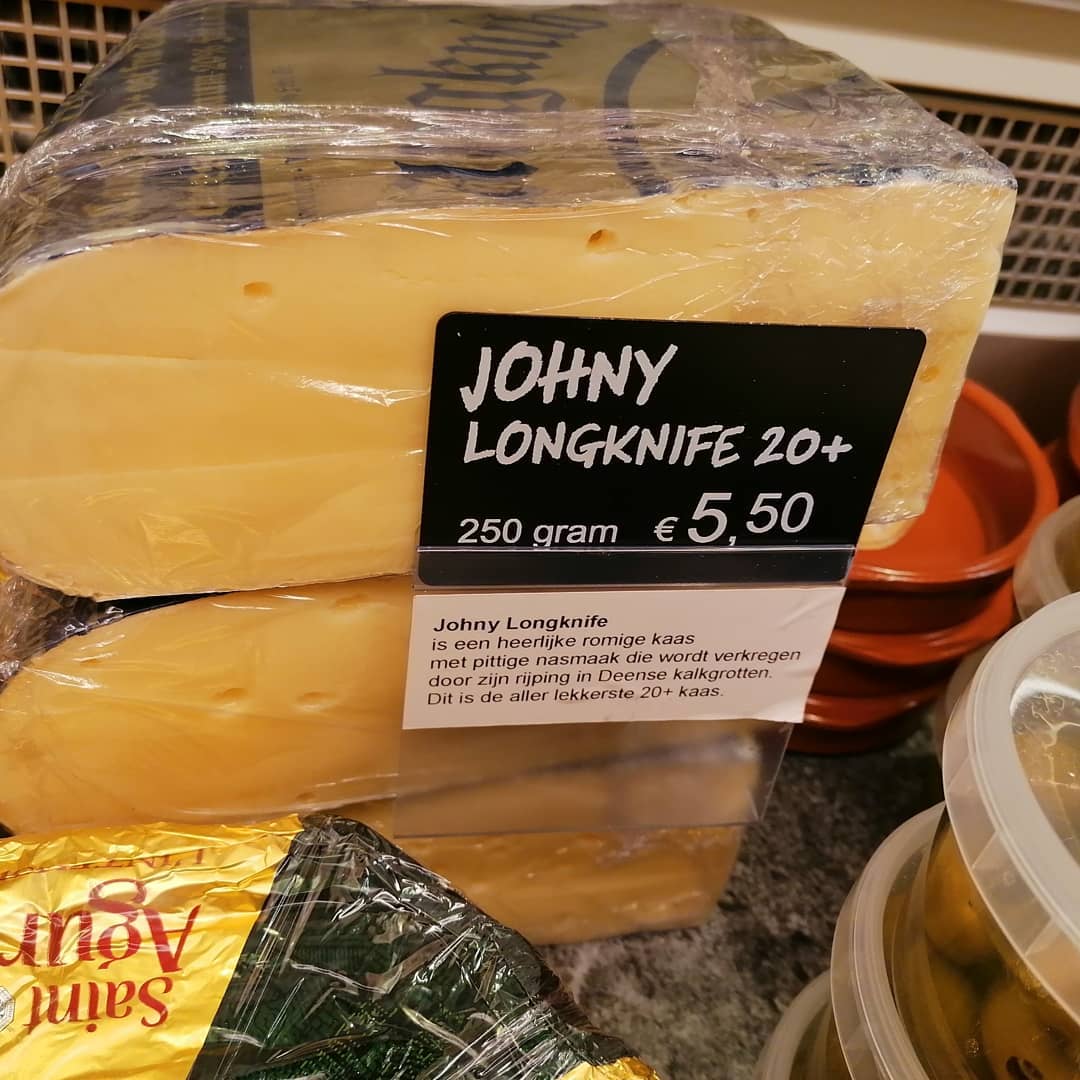 JOHNY
LONGKNIFE 20+
250 gram € 5,50
Johny Longknife
is een heerlijke romige kaas
met pittige nasmaak die wordt verkregen
door zijn rijping in Deense kalkgrotten.
Dit is de aller lekkerste 20+ kaas.
Saint
Agur